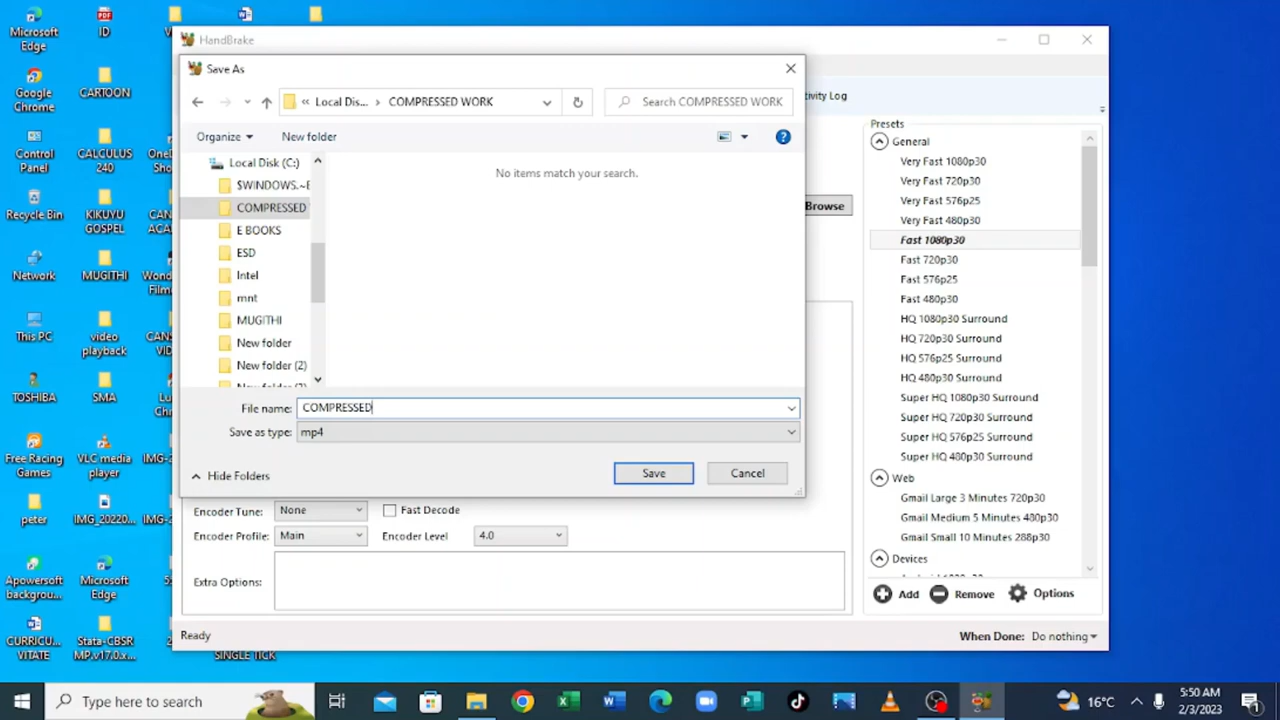 Microsoft
Edge
ID
Google
Chrome
CARTOON
Control
Panel
CALCULUS
240
Recycle Bin
KIKUYU
GOSPEL
Network
MUGITHI
This PC
video
playback
TOSHIBA
SMA
Free Racing
Games
VLC media
player
peter
IMG_20220...
Apowersoft
backgrou...
Microsoft
Edge
CURRICU...
VITATE
Stata-CBSR
MP.v17.0.x...
SINGLE TICK
HandBrake
Save As
« Local Dis... › COMPRESSED WORK
Search COMPRESSED WORK
Organize
New folder
Local Disk (C:)
$WINDOWS.~E
COMPRESSED
E BOOKS
ESD
Intel
mnt
MUGITHI
New folder
New folder (2)
No items match your search.
File name: COMPRESSED
Save as type: mp4
Hide Folders
Save
Cancel
tivity Log
Browse
Encoder Tune: None
Fast Decode
Encoder Profile: Main
Encoder Level 4.0
Extra Options:
Presets
General
Very Fast 1080p30
Very Fast 720p30
Very Fast 576p25
Very Fast 480p30
Fast 1080p30
Fast 720p30
Fast 576p25
Fast 480p30
HQ 1080p30 Surround
HQ 720p30 Surround
HQ 576p25 Surround
HQ 480p30 Surround
Super HQ 1080p30 Surround
Super HQ 720p30 Surround
Super HQ 576p25 Surround
Super HQ 480p30 Surround
Web
Gmail Large 3 Minutes 720p30
Gmail Medium 5 Minutes 480p30
Gmail Small 10 Minutes 288p30
Devices
Add
Remove
Options
Ready
When Done: Do nothing
Type here to search
16°C
5:50 AM
2/3/2023